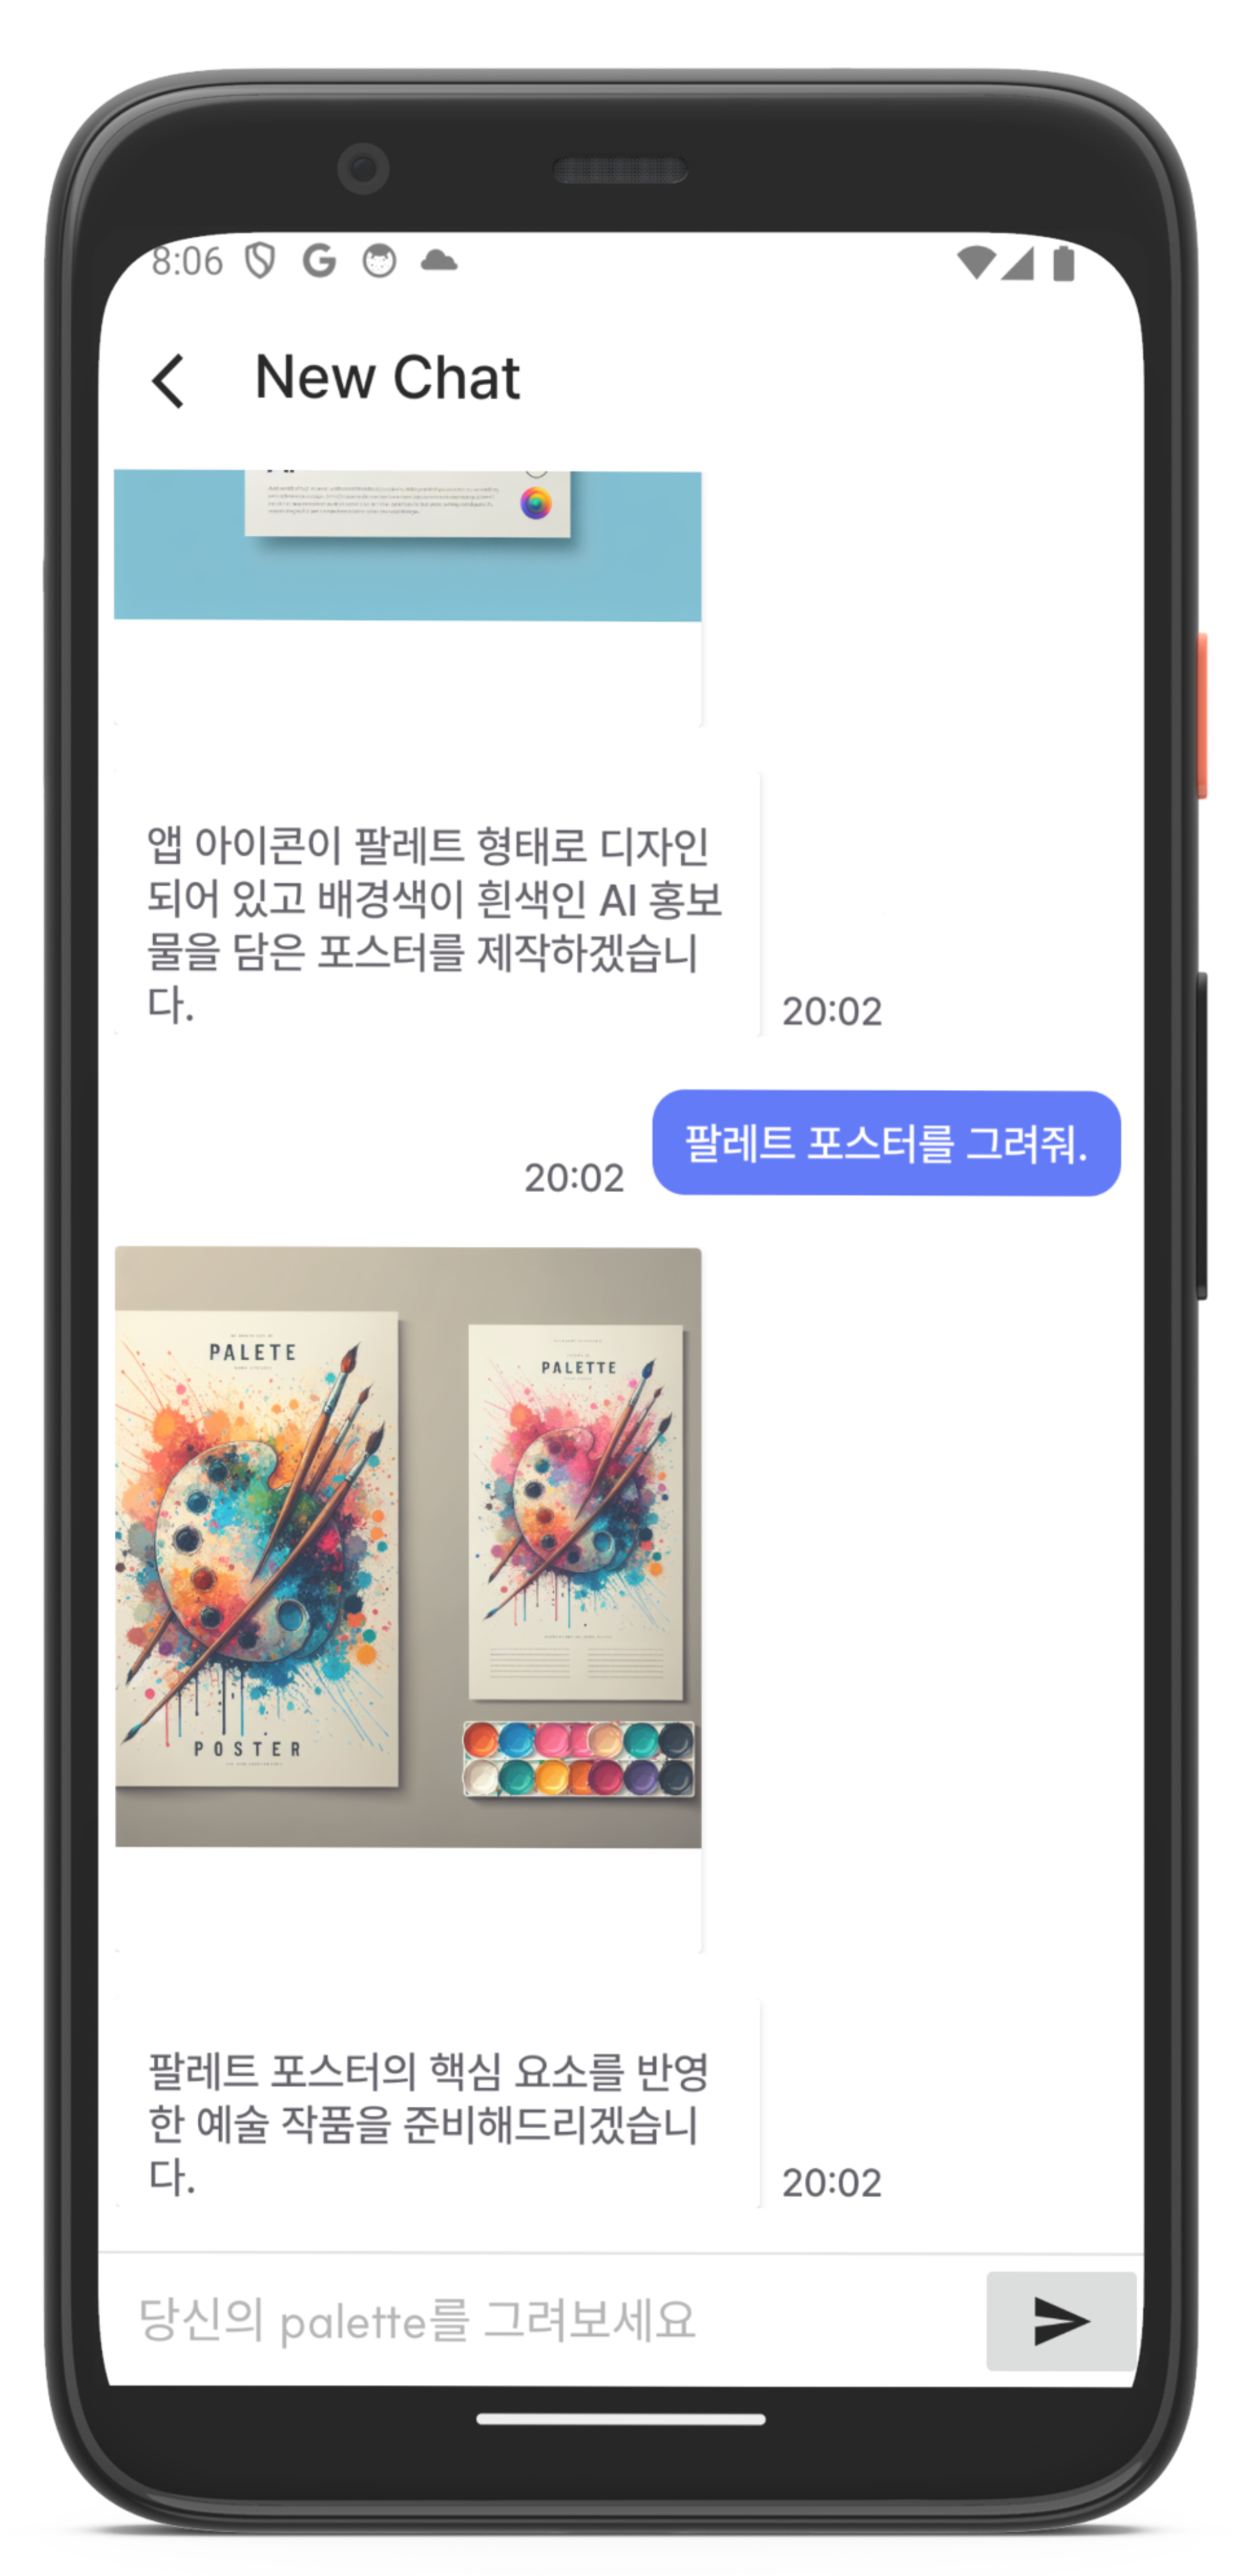 8:06
New Chat
앱 아이콘이 팔레트 형태로 디자인
되어 있고 배경색이 흰색인 AI 홍보
물을 담은 포스터를 제작하겠습니
다.
20:02
팔레트 포스터를 그려줘.
20:02
PALETE
PALETTE
POSTER
팔레트 포스터의 핵심 요소를 반영
한 예술 작품을 준비해드리겠습니
다.
20:02
당신의 palette를 그려보세요